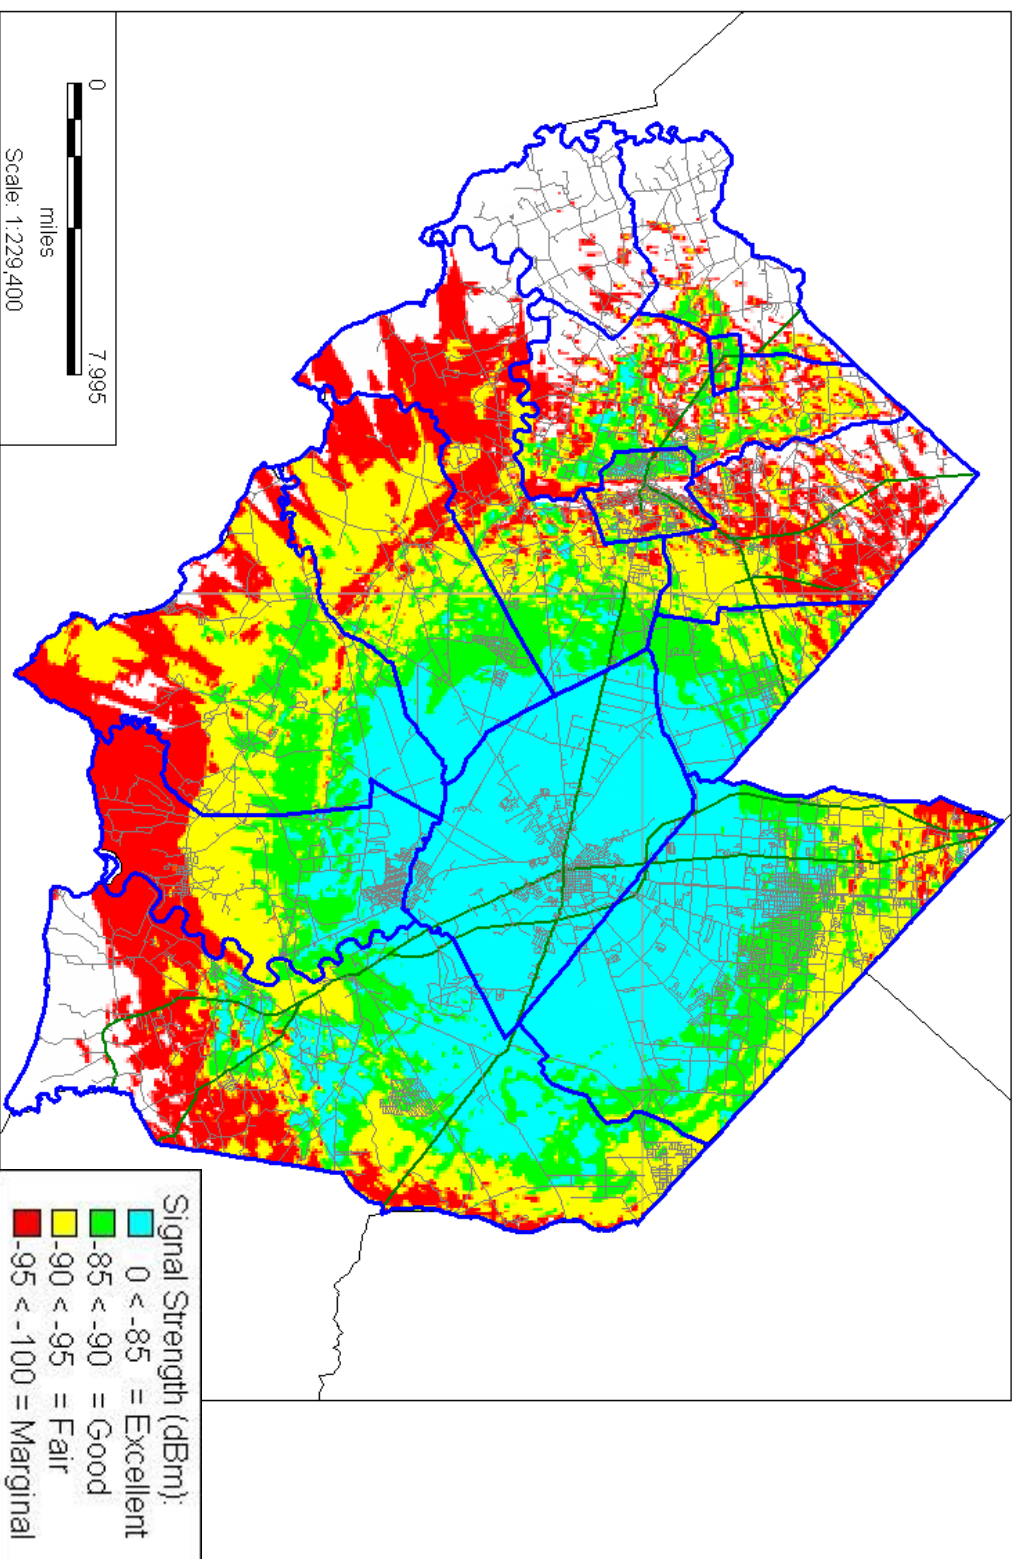 0 7.995
miles
Scale: 1:229,400
Signal Strength (dBm):
0 < -85 = Excellent
-85 < -90 = Good
-90 < -95 = Fair
-95 < -100 = Marginal